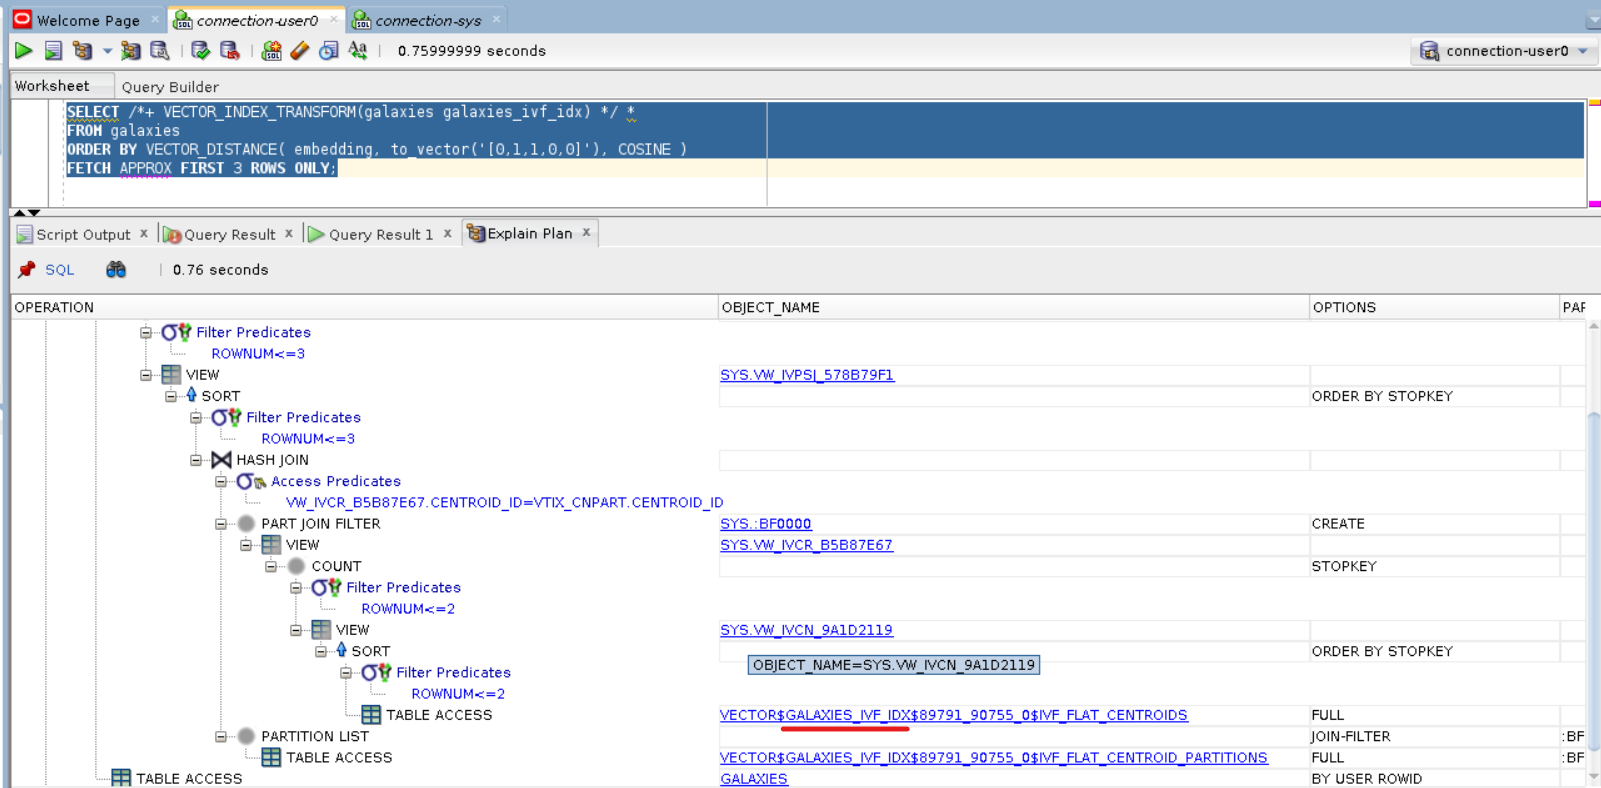 Welcome Page × connection-user0 × connection-sys ×
0.75999999 seconds connection-user0
Worksheet Query Builder
SELECT /*+ VECTOR_INDEX_TRANSFORM(galaxies galaxies_ivf_idx) */ *
FROM galaxies
ORDER BY VECTOR_DISTANCE( embedding, to_vector('[0,1,1,0,0]'), COSINE )
FETCH APPROX FIRST 3 ROWS ONLY;
Script Output × Query Result × Query Result 1 × Explain Plan ×
SQL 0.76 seconds
OPERATION OBJECT_NAME OPTIONS PAR
Filter Predicates
ROWNUM<=3
VIEW SYS.VW_IVPSJ_578B79F1
SORT ORDER BY STOPKEY
Filter Predicates
ROWNUM<=3
HASH JOIN
Access Predicates
VW_IVCR_B5B87E67.CENTROID_ID=VTIX_CNPART.CENTROID_ID
PART JOIN FILTER SYS.:BF0000 CREATE
VIEW SYS.VW_IVCR_B5B87E67
COUNT STOPKEY
Filter Predicates
ROWNUM<=2
VIEW SYS.VW_IVCN_9A1D2119
SORT ORDER BY STOPKEY
OBJECT_NAME=SYS.VW_IVCN_9A1D2119
Filter Predicates
ROWNUM<=2
TABLE ACCESS VECTOR$GALAXIES_IVF_IDX$89791_90755_0$IVF_FLAT_CENTROIDS FULL
PARTITION LIST JOIN-FILTER :BF
TABLE ACCESS VECTOR$GALAXIES_IVF_IDX$89791_90755_0$IVF_FLAT_CENTROID_PARTITIONS FULL :BF
TABLE ACCESS GALAXIES BY USER ROWID